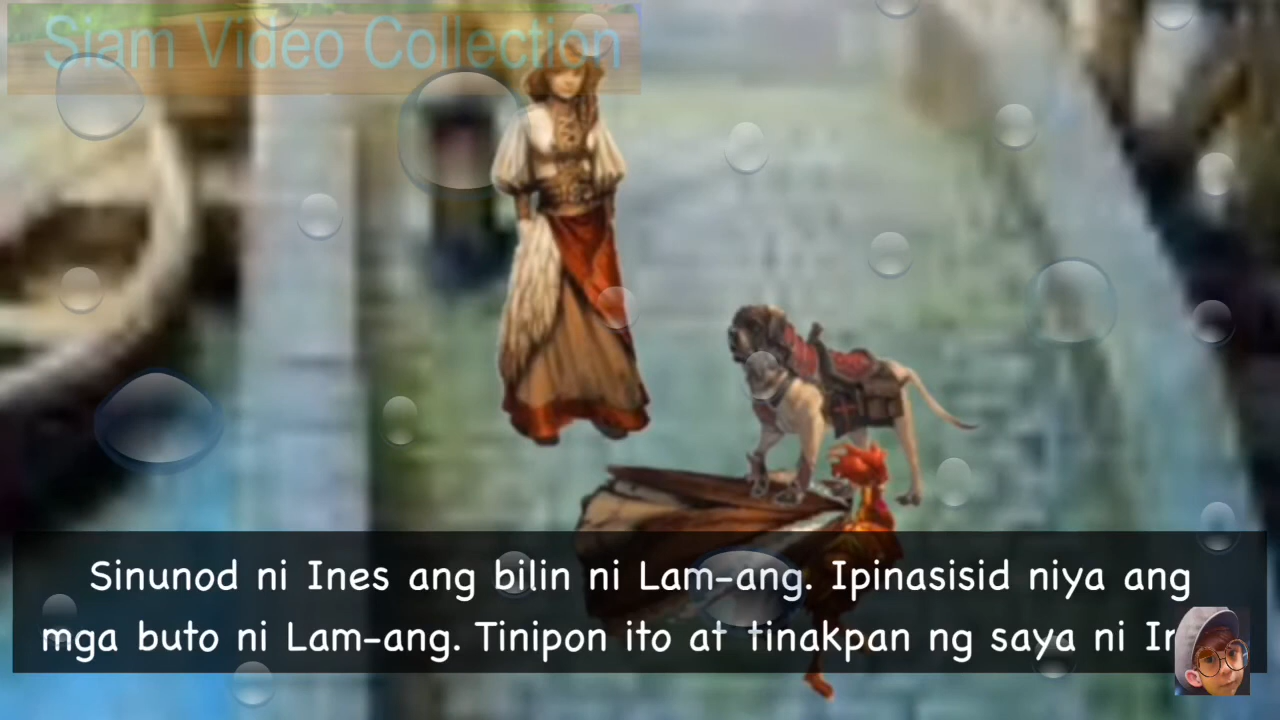 Siam Video Collection
Sinunod ni Ines ang bilin ni Lam-ang. Ipinasisid niya ang
mga buto ni Lam-ang. Tinipon ito at tinakpan ng saya ni